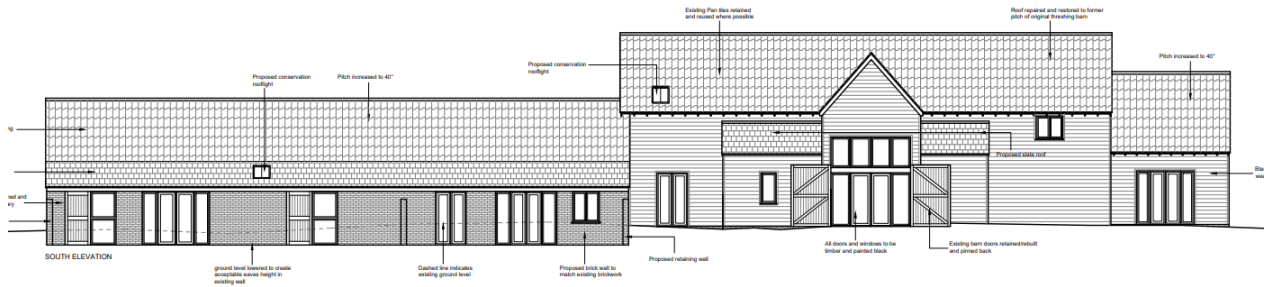 Existing Pan tiles retained
and reused where possible
Roof repaired and restored to former
pitch of original threshing barn
Proposed conservation
rooflight
Pitch increased to 40°
Proposed conservation
rooflight
Pitch increased to 40°
Proposed slate roof
SOUTH ELEVATION
ground level lowered to create
acceptable eaves height in
existing wall
Dashed line indicates
existing ground level
Proposed brick wall to
match existing brickwork
Proposed retaining wall
All doors and windows to be
timber and painted black
Existing barn doors retained/rebuilt
and pinned back